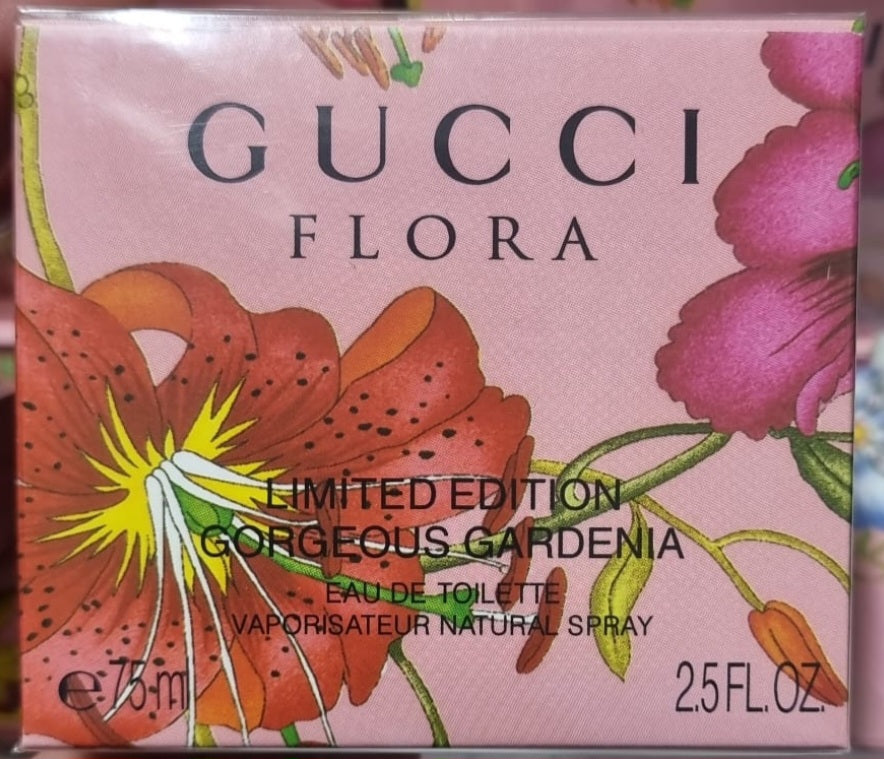 GUCCI
FLORA
LIMITED EDITION
GORGEOUS GARDENIA
EAU DE TOILETTE
VAPORISATEUR NATURAL SPRAY
℮75 ml 2.5 FL. OZ.